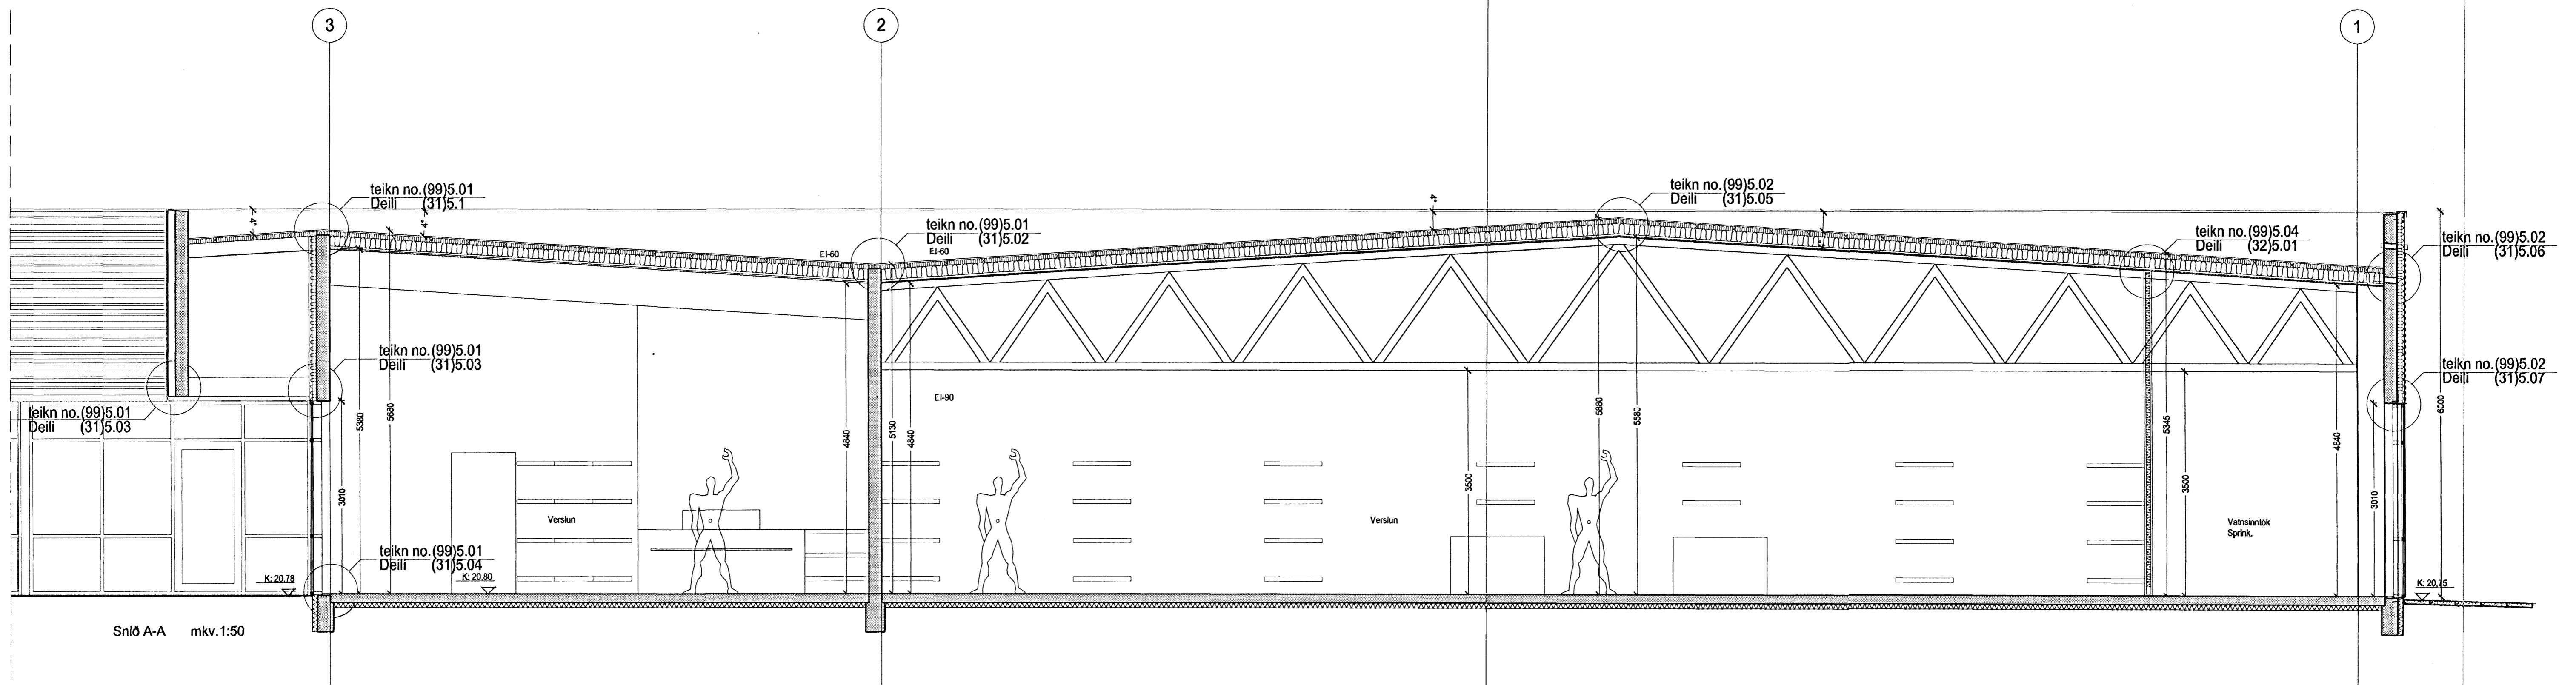 3
2
1
teikn no.(99)5.01
Deili (31)5.1
4°
4°
teikn no.(99)5.01
Deili (31)5.02
EI-60
EI-60
4°
teikn no.(99)5.02
Deili (31)5.05
teikn no.(99)5.04
Deili (32)5.01
teikn no.(99)5.02
Deili (31)5.06
teikn no.(99)5.01
Deili (31)5.03
teikn no.(99)5.01
Deili (31)5.03
teikn no.(99)5.02
Deili (31)5.07
EI-90
3010
5380
5680
4840
5130
4840
3500
5880
5580
5345
3500
4840
3010
6000
Verslun
Verslun
Vatnsinntök
Sprink.
teikn no.(99)5.01
Deili (31)5.04
K: 20,78
K: 20,80
K: 20,75
Snið A-A mkv.1:50